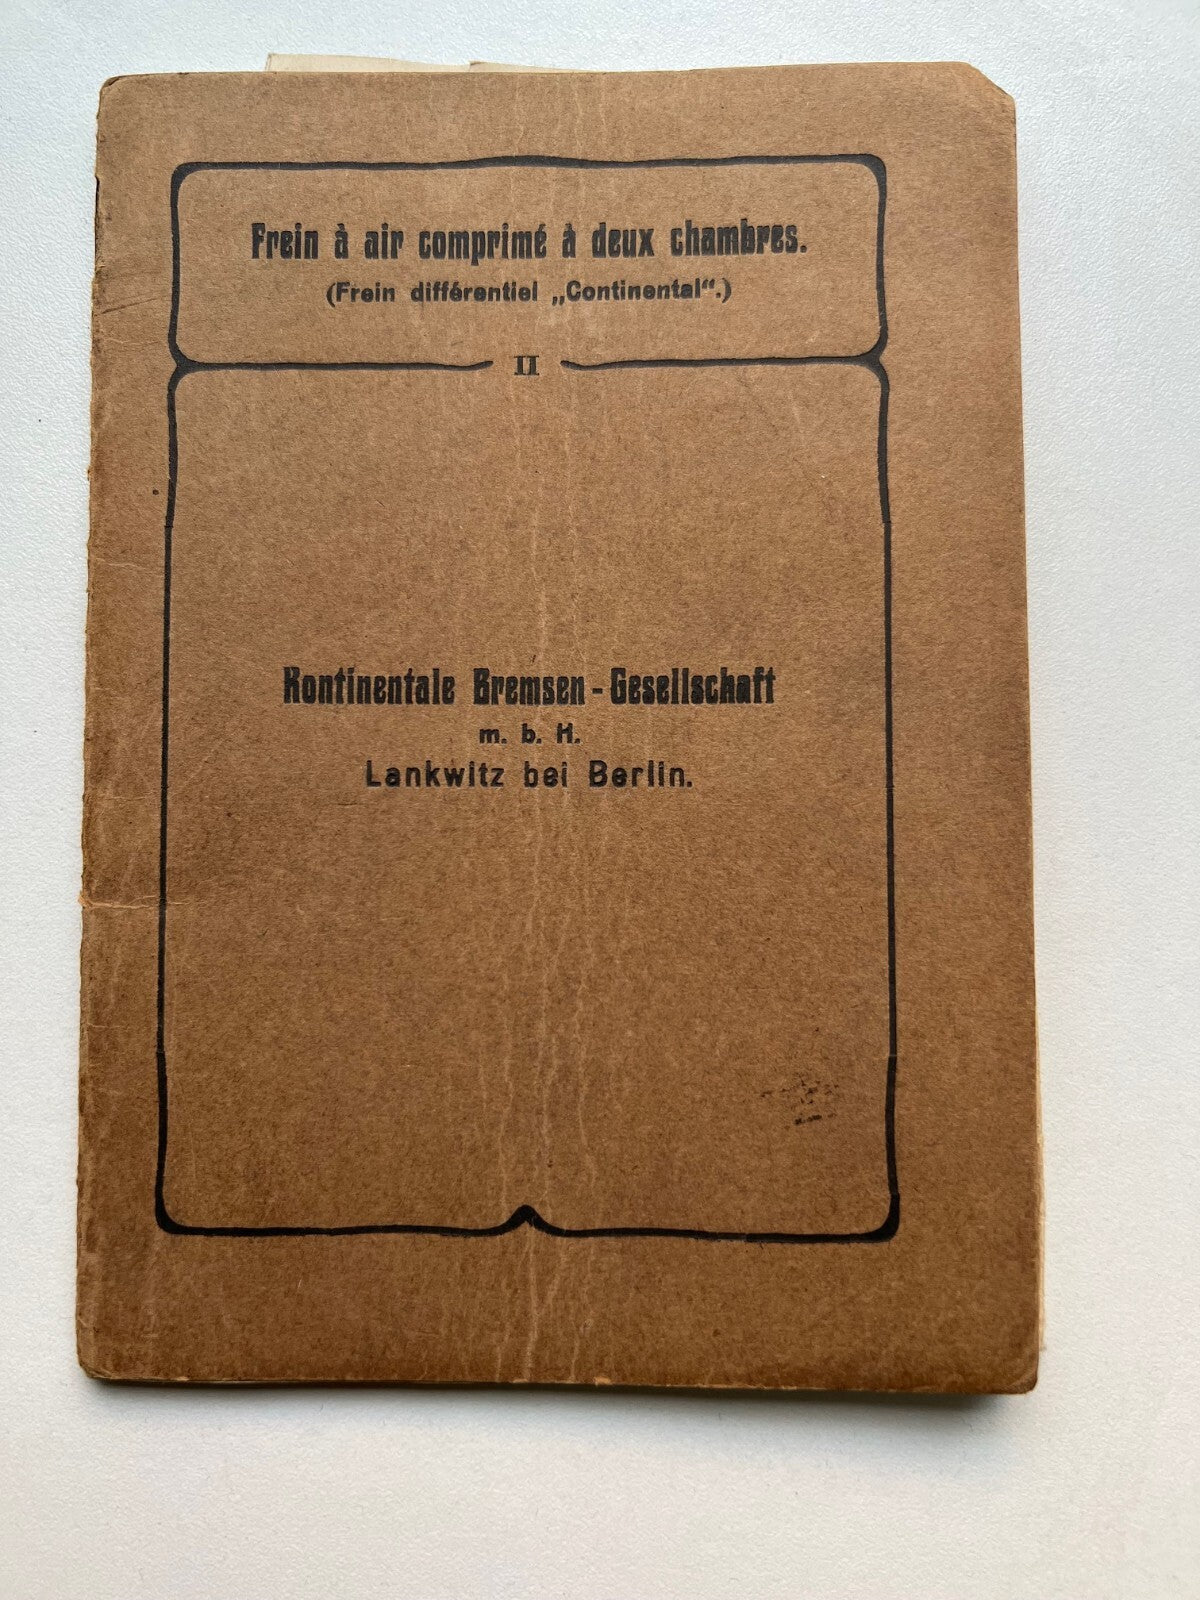 Frein à air comprimé à deux chambres.
(Frein différentiel „Continental“.)
II
Kontinentale Bremsen-Gesellschaft
m. b. H.
Lankwitz bei Berlin.